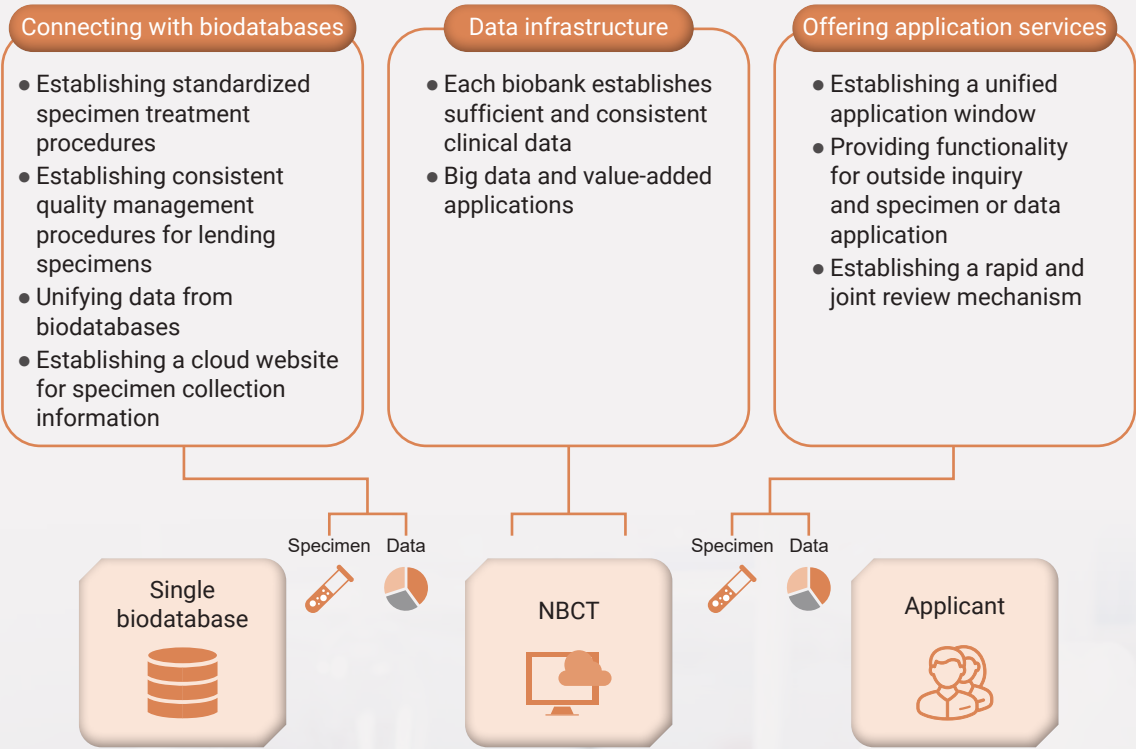 Connecting with biodatabases
● Establishing standardized
specimen treatment
procedures
● Establishing consistent
quality management
procedures for lending
specimens
● Unifying data from
biodatabases
● Establishing a cloud website
for specimen collection
information
Data infrastructure
● Each biobank establishes
sufficient and consistent
clinical data
● Big data and value-added
applications
Offering application services
● Establishing a unified
application window
● Providing functionality
for outside inquiry
and specimen or data
application
● Establishing a rapid and
joint review mechanism
Single
biodatabase
Specimen Data
NBCT
Specimen Data
Applicant